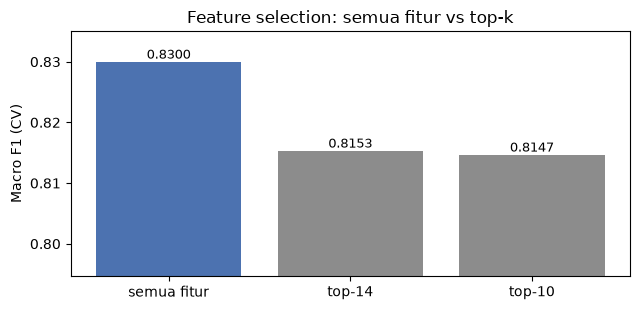 Feature selection: semua fitur vs top-k
Macro F1 (CV)
0.83
0.82
0.81
0.80
0.8300
0.8153
0.8147
semua fitur
top-14
top-10